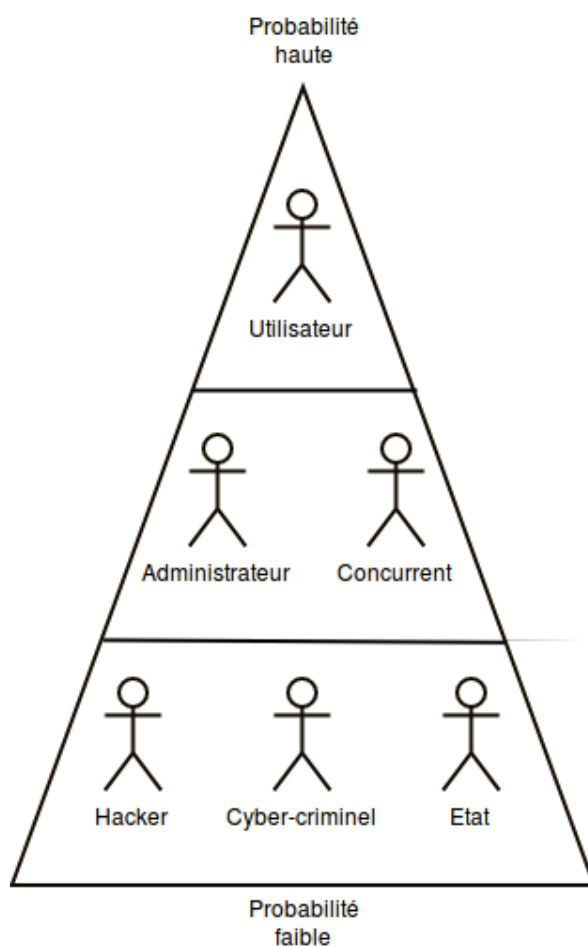 Probabilité
haute
Utilisateur
Administrateur Concurrent
Hacker Cyber-criminel Etat
Probabilité
faible